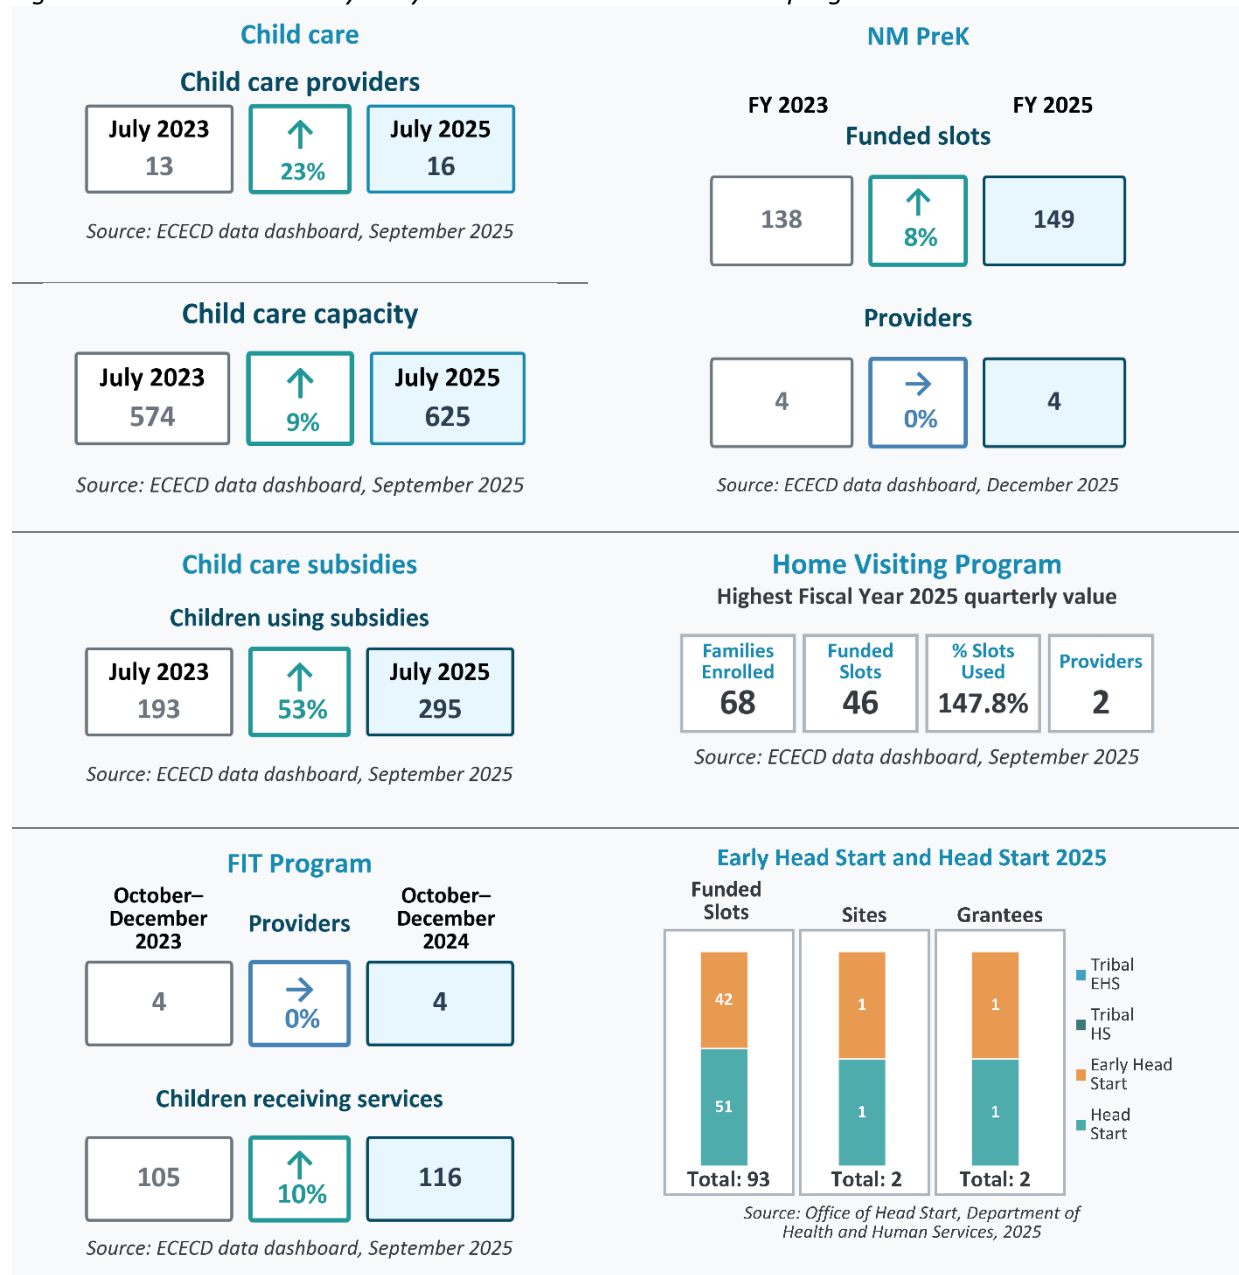 Child care
Child care providers
July 2023
13
23%
July 2025
16
Source: ECECD data dashboard, September 2025
Child care capacity
July 2023
574
9%
July 2025
625
Source: ECECD data dashboard, September 2025
NM PreK
FY 2023
FY 2025
Funded slots
138
8%
149
Providers
4
0%
4
Source: ECECD data dashboard, December 2025
Child care subsidies
Children using subsidies
July 2023
193
53%
July 2025
295
Source: ECECD data dashboard, September 2025
Home Visiting Program
Highest Fiscal Year 2025 quarterly value
Families
Enrolled
68
Funded
Slots
46
% Slots
Used
147.8%
Providers
2
Source: ECECD data dashboard, September 2025
FIT Program
October–
December
2023
Providers
October–
December
2024
4
0%
4
Children receiving services
105
10%
116
Source: ECECD data dashboard, September 2025
Early Head Start and Head Start 2025
Funded
Slots
Sites
Grantees
42
51
Total: 93
1
1
Total: 2
1
1
Total: 2
Tribal
EHS
Tribal
HS
Early Head
Start
Head
Start
Source: Office of Head Start, Department of
Health and Human Services, 2025